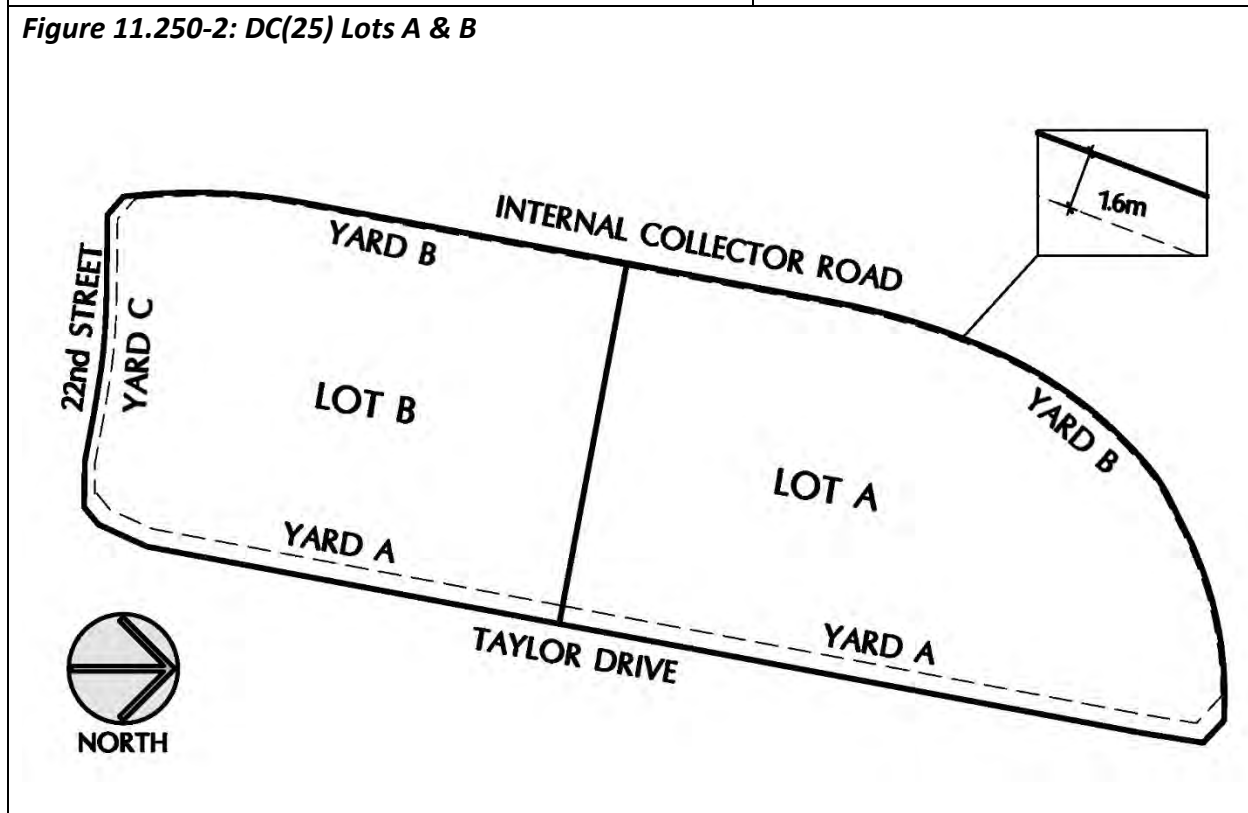 Figure 11.250-2: DC(25) Lots A & B
1.6m
INTERNAL COLLECTOR ROAD
YARD B
22nd STREET
YARD C
LOT B
YARD B
LOT A
YARD A
YARD A
TAYLOR DRIVE
NORTH